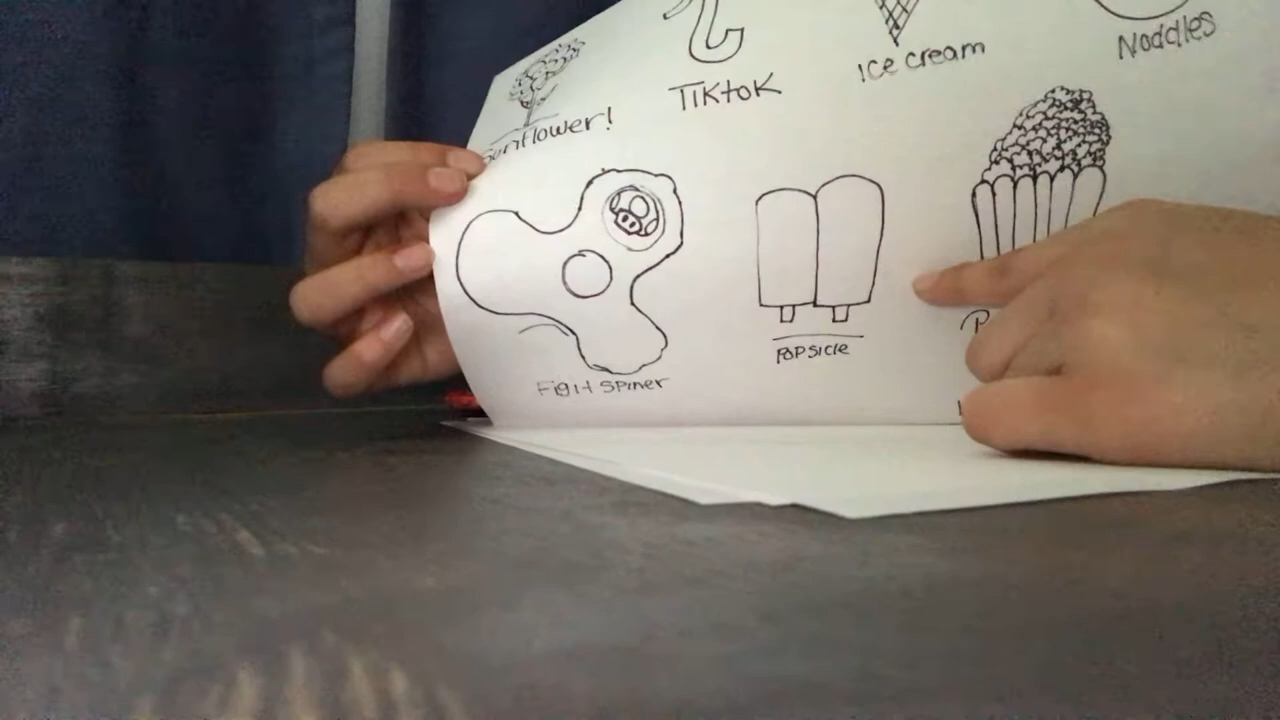 Sunflower!
Tiktok
Ice cream
Noddles
Figit Spiner
Popsicle